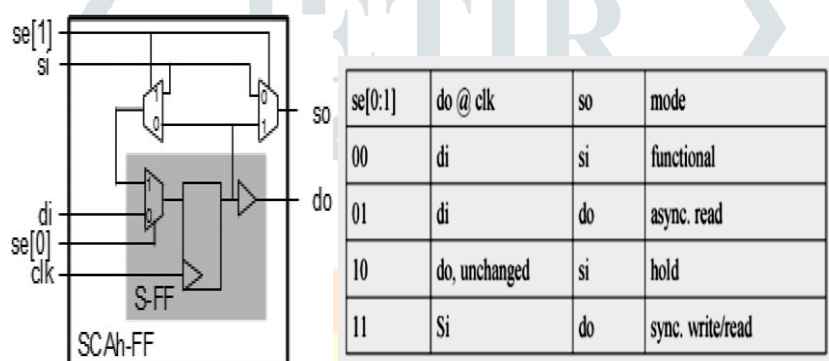 JETIR
se[1]
si
1
0
0
1
so
1
0
di
se[0]
clk
do
S-FF
SCAh-FF
se[0:1] do @ clk so mode
00 di si functional
01 di do async. read
10 do, unchanged si hold
11 Si do sync. write/read